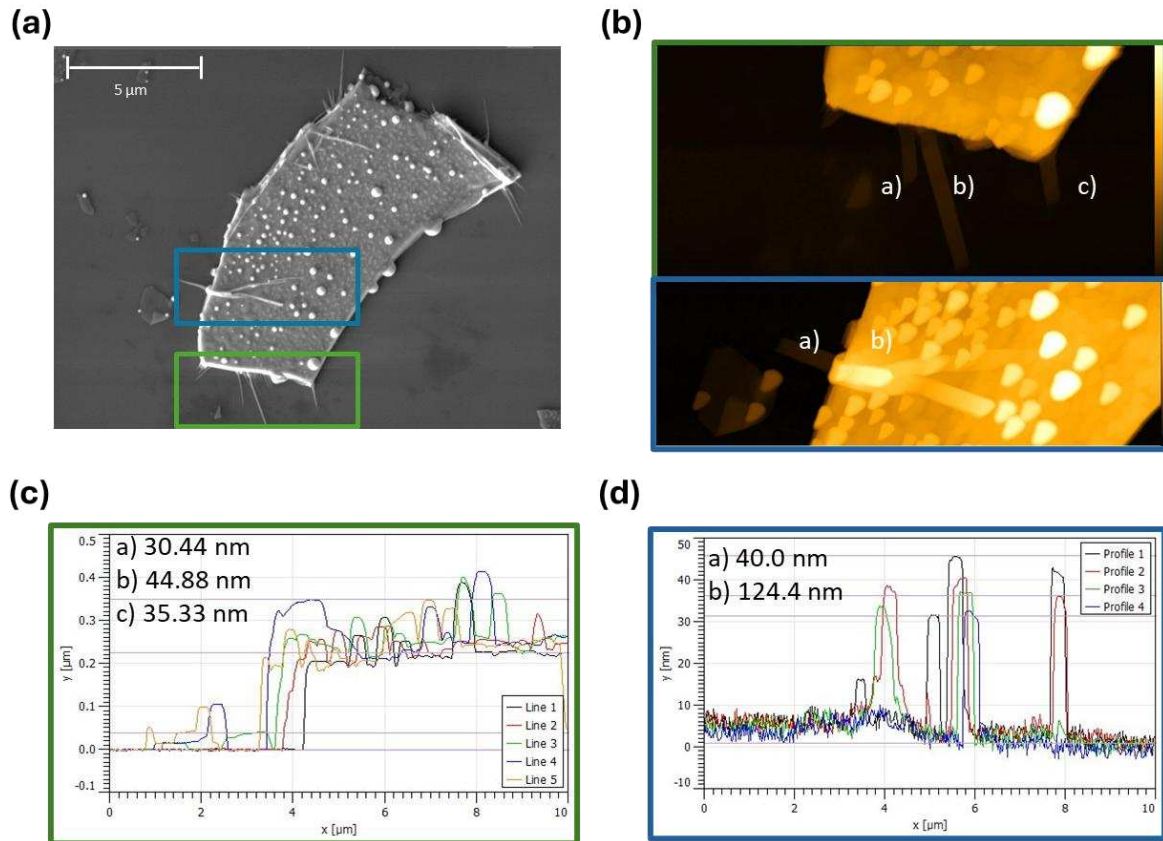 (a)
5 µm
(b)
a)
b)
c)
a)
b)
(c)
a) 30.44 nm
b) 44.88 nm
c) 35.33 nm
y [µm]
0.5
0.4
0.3
0.2
0.1
0.0
-0.1
Line 1
Line 2
Line 3
Line 4
Line 5
0 2 4 6 8 10
x [µm]
(d)
a) 40.0 nm
b) 124.4 nm
y [nm]
50
40
30
20
10
0
-10
Profile 1
Profile 2
Profile 3
Profile 4
0 2 4 6 8 10
x [µm]